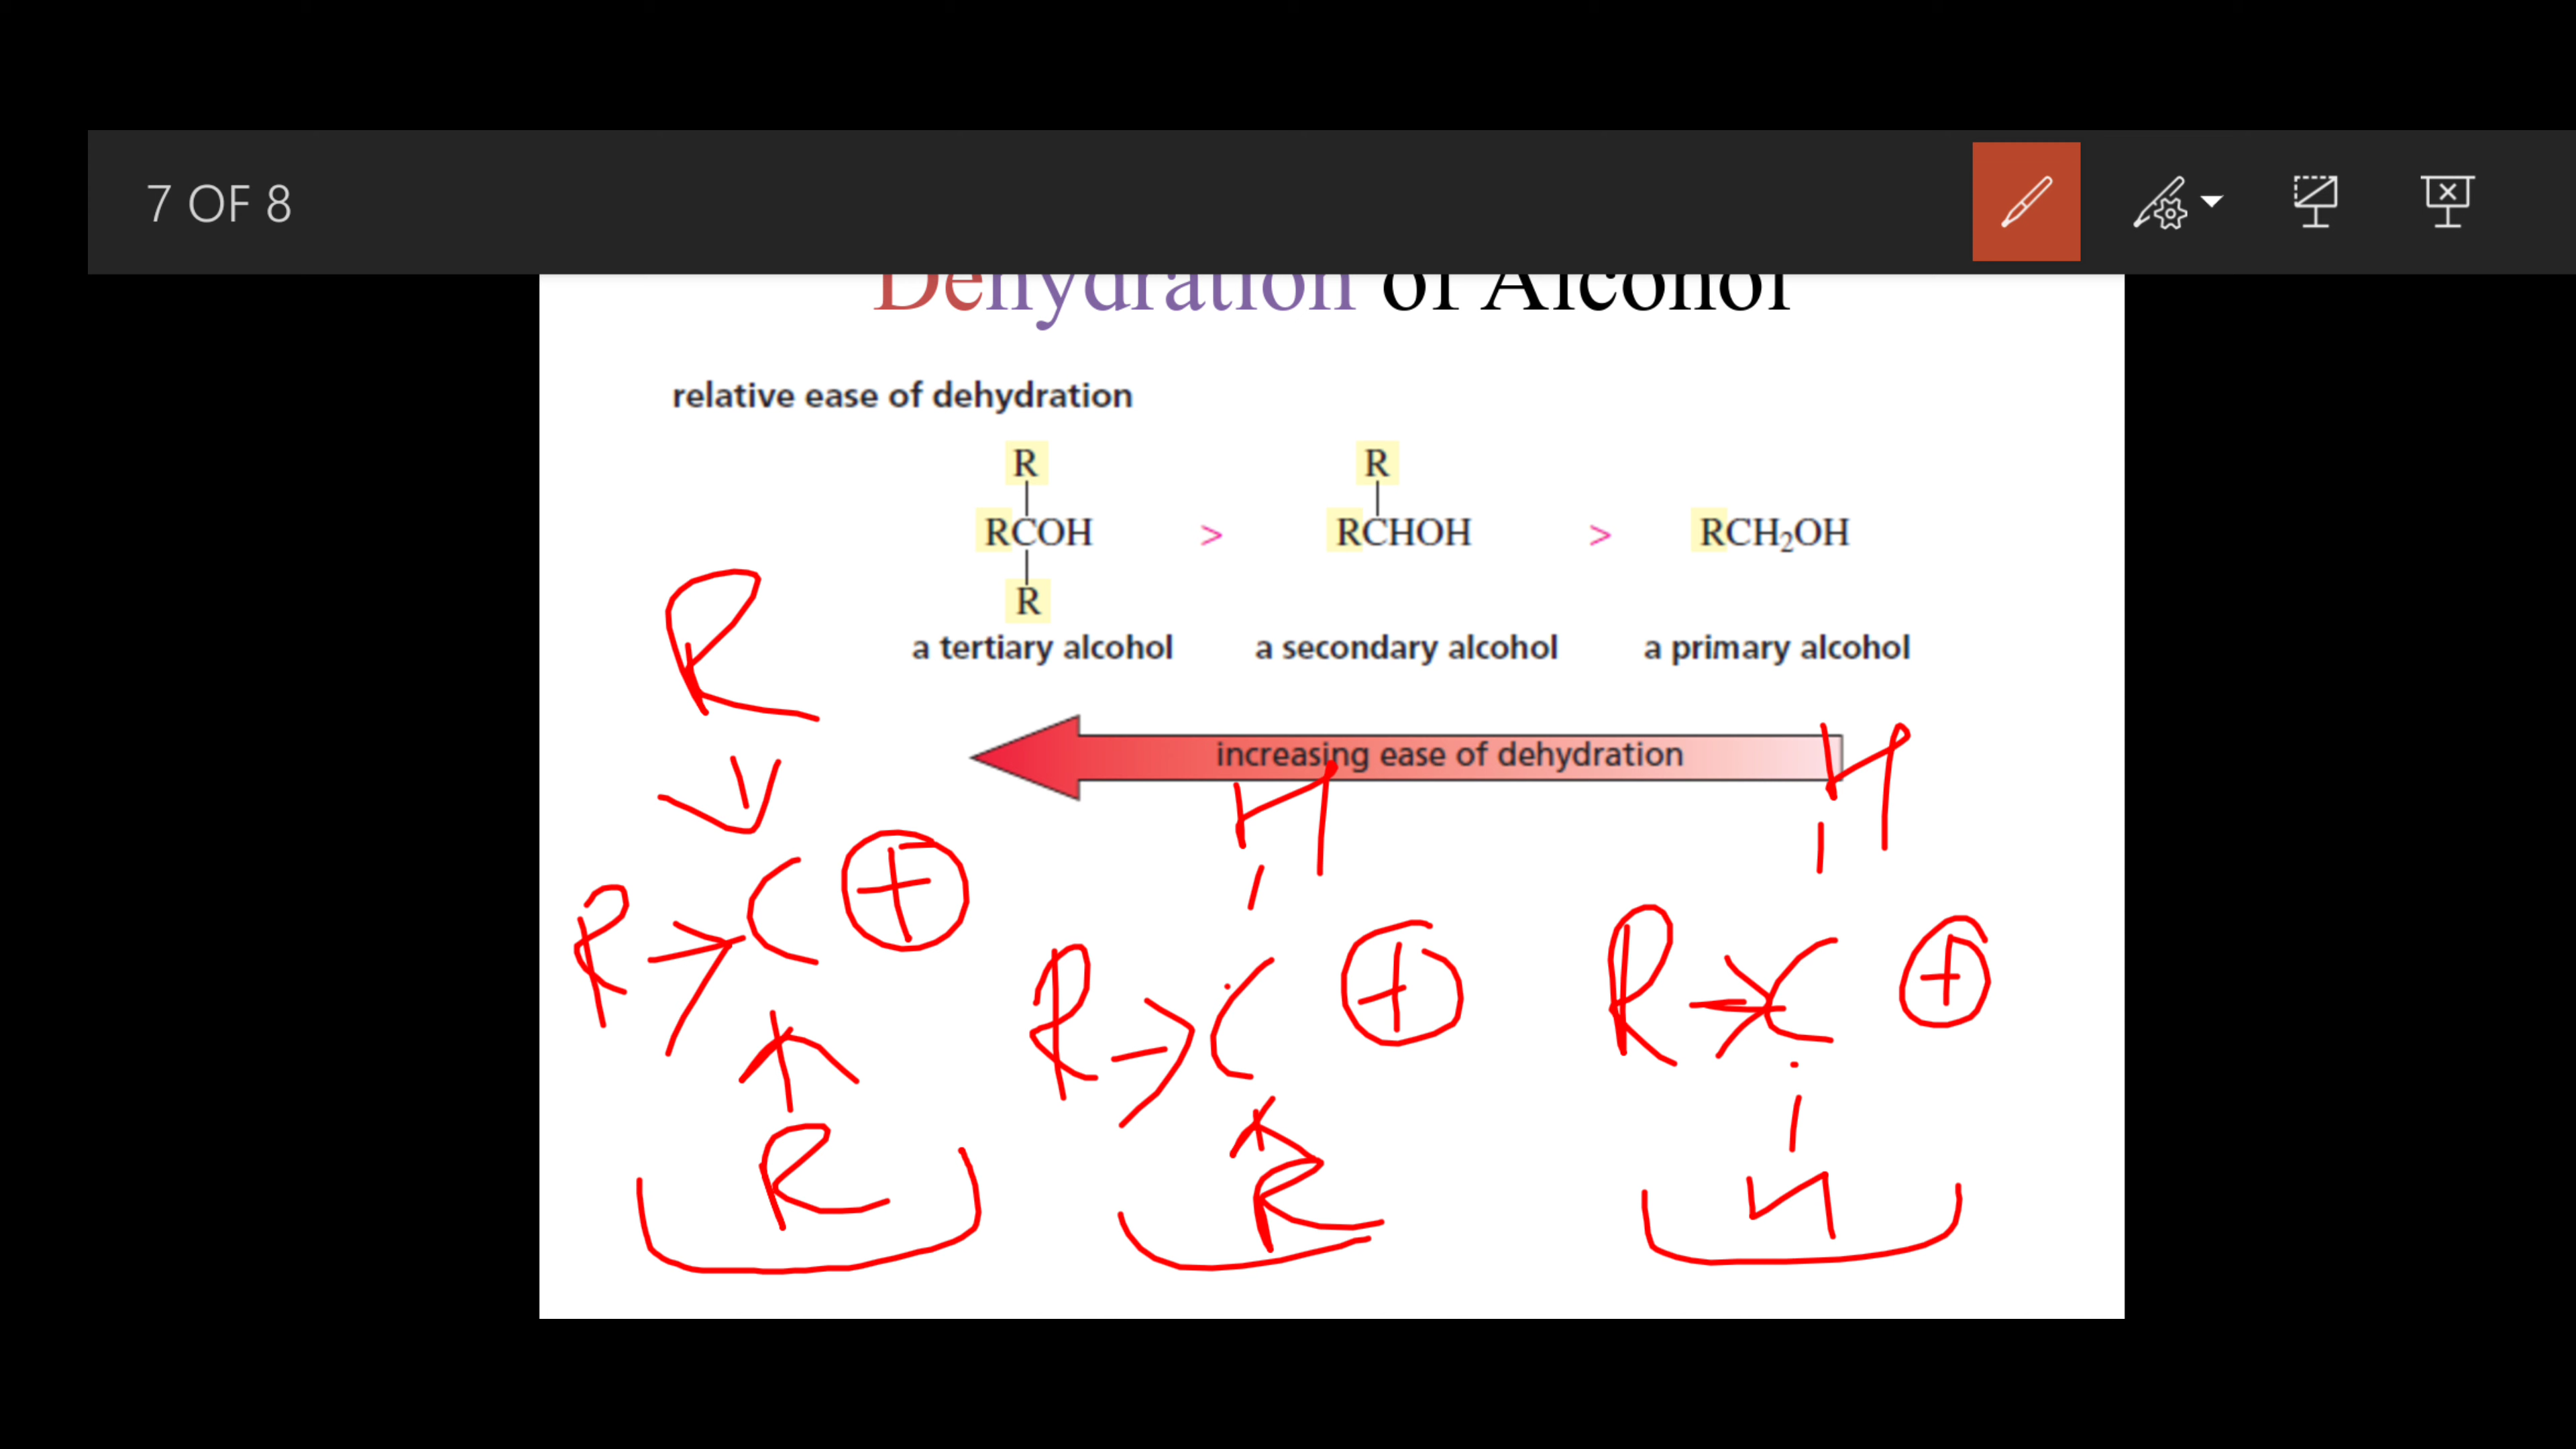 7 OF 8
Dehydration of Alcohol
relative ease of dehydration
R R
RCOH > RCHOH > RCH₂OH
R
a tertiary alcohol a secondary alcohol a primary alcohol
increasing ease of dehydration
R
H H
R → C ⊕
R → C ⊕ R → C ⊕
R R H